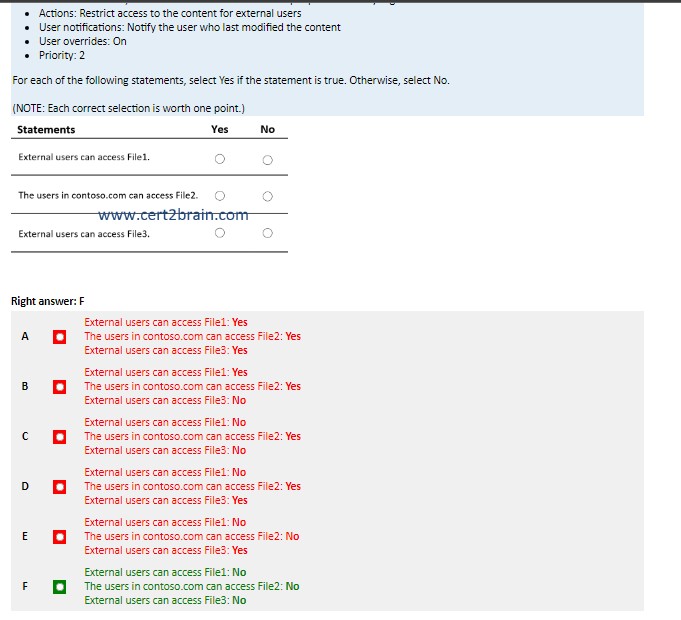 • Actions: Restrict access to the content for external users
• User notifications: Notify the user who last modified the content
• User overrides: On
• Priority: 2
For each of the following statements, select Yes if the statement is true. Otherwise, select No.
(NOTE: Each correct selection is worth one point.)
Statements Yes No
External users can access File1.
The users in contoso.com can access File2.
www.cert2brain.com
External users can access File3.
Right answer: F
External users can access File1: Yes
A The users in contoso.com can access File2: Yes
External users can access File3: Yes
External users can access File1: Yes
B The users in contoso.com can access File2: Yes
External users can access File3: No
External users can access File1: No
C The users in contoso.com can access File2: Yes
External users can access File3: No
External users can access File1: No
D The users in contoso.com can access File2: Yes
External users can access File3: Yes
External users can access File1: No
E The users in contoso.com can access File2: No
External users can access File3: Yes
External users can access File1: No
F The users in contoso.com can access File2: No
External users can access File3: No